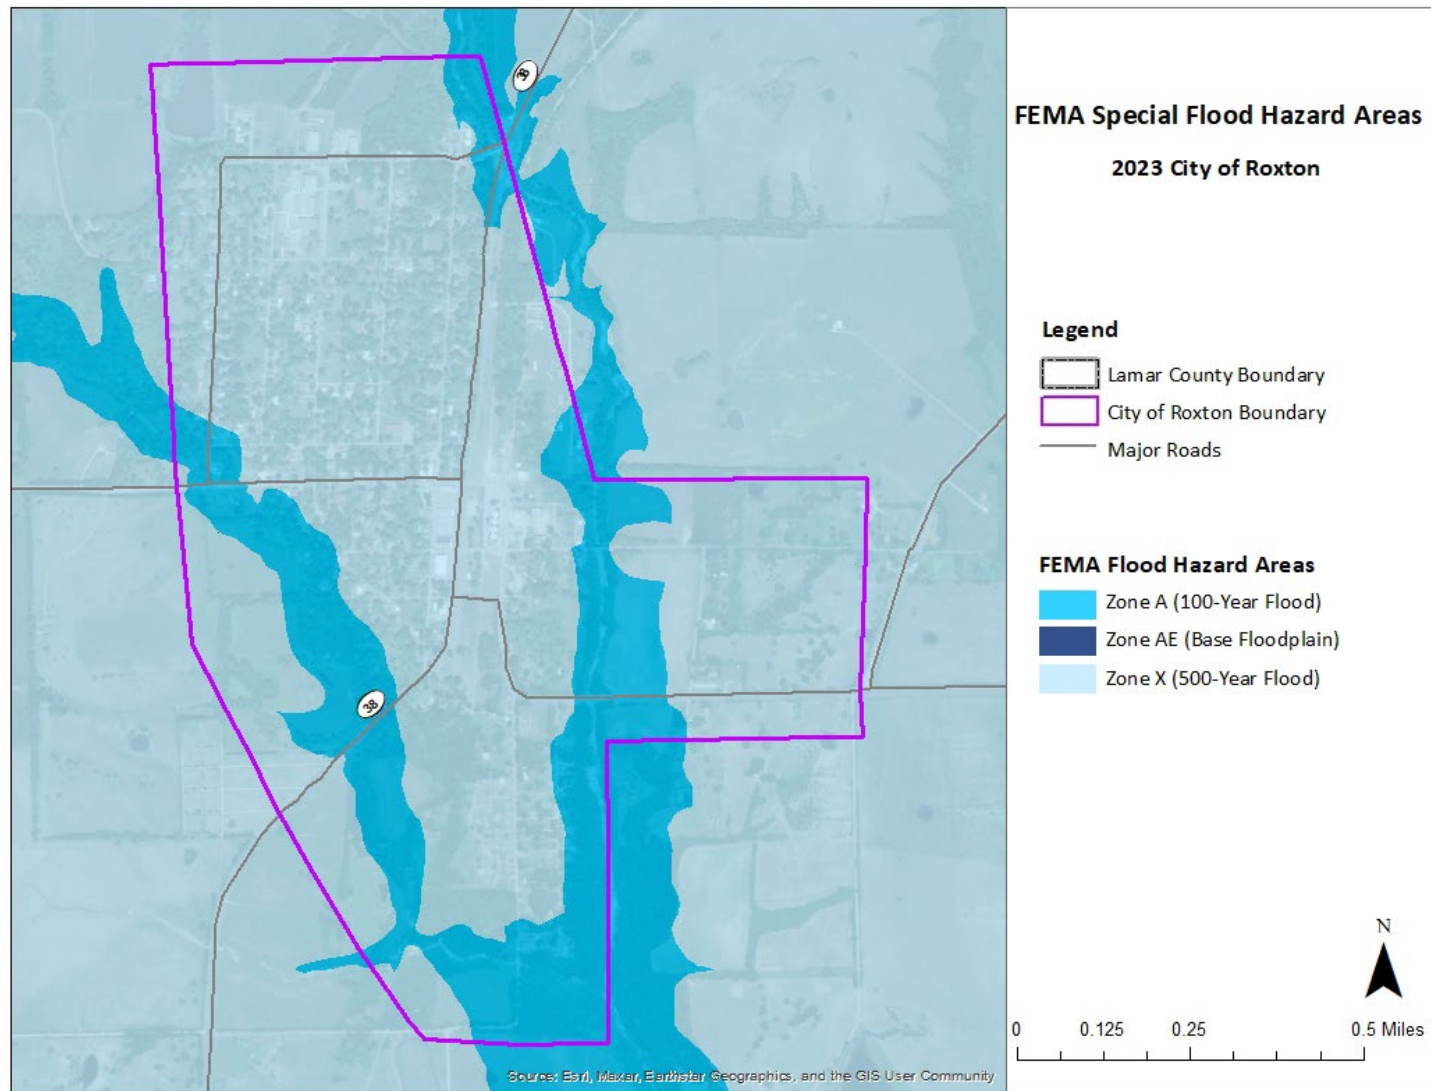 38
FEMA Special Flood Hazard Areas
2023 City of Roxton
Legend
Lamar County Boundary
City of Roxton Boundary
Major Roads
FEMA Flood Hazard Areas
Zone A (100-Year Flood)
Zone AE (Base Floodplain)
Zone X (500-Year Flood)
38
N
0 0.125 0.25 0.5 Miles
Source: Esri, Maxar, Earthstar Geographics, and the GIS User Community